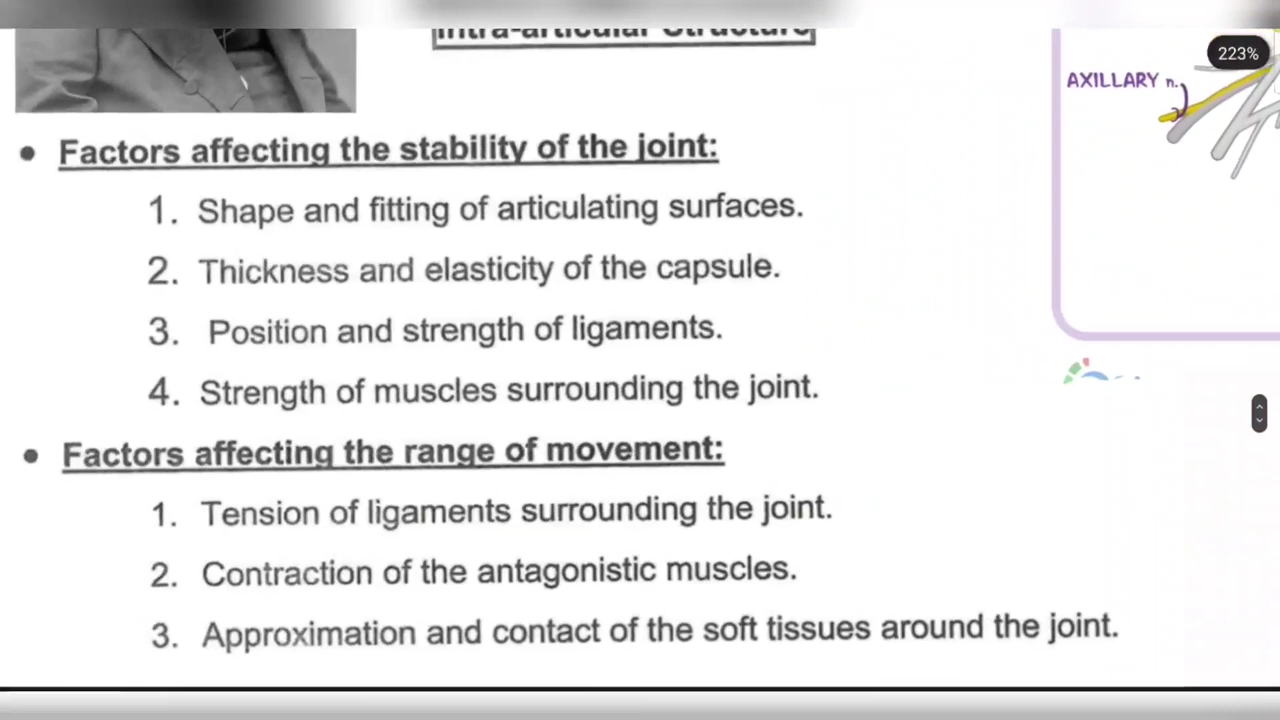 Intra-articular Structure
223%
AXILLARY n.
• Factors affecting the stability of the joint:
1. Shape and fitting of articulating surfaces.
2. Thickness and elasticity of the capsule.
3. Position and strength of ligaments.
4. Strength of muscles surrounding the joint.
• Factors affecting the range of movement:
1. Tension of ligaments surrounding the joint.
2. Contraction of the antagonistic muscles.
3. Approximation and contact of the soft tissues around the joint.